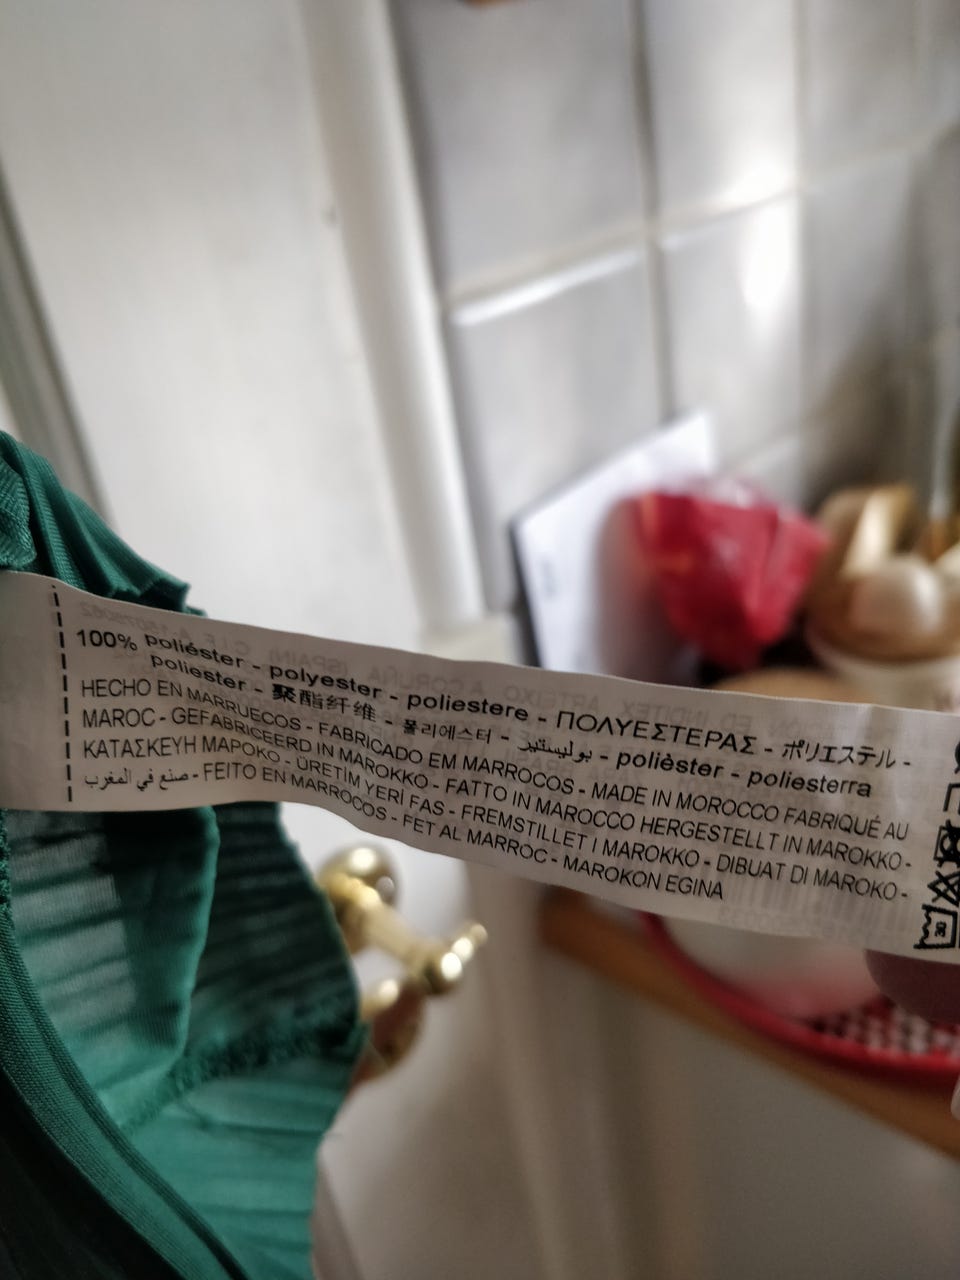 100% poliéster - polyester - poliestere - ΠΟΛΥΕΣΤΕΡΑΣ - ポリエステル -
poliester - 聚酯纤维 - 폴리에스터 - بوليستير - polièster - poliesterra
HECHO EN MARRUECOS - FABRICADO EM MARROCOS - MADE IN MOROCCO FABRIQUÉ AU
MAROC - GEFABRICEERD IN MAROKKO - FATTO IN MAROCCO HERGESTELLT IN MAROKKO -
ΚΑΤΑΣΚΕΥΗ ΜΑΡΟΚΟ - ÜRETİM YERİ FAS - FREMSTILLET I MAROKKO - DIBUAT DI MAROKO -
صنع في المغرب - FEITO EN MARROCOS - FET AL MARROC - MAROKON EGINA
30